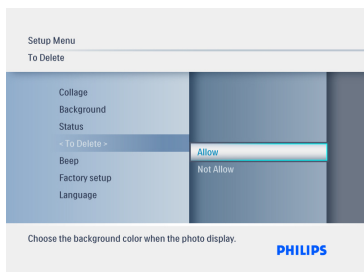 Setup Menu
To Delete
Collage
Background
Status
« To Delete »
Allow
Beep
Not Allow
Factory setup
Language
Choose the background color when the photo display.
PHILIPS